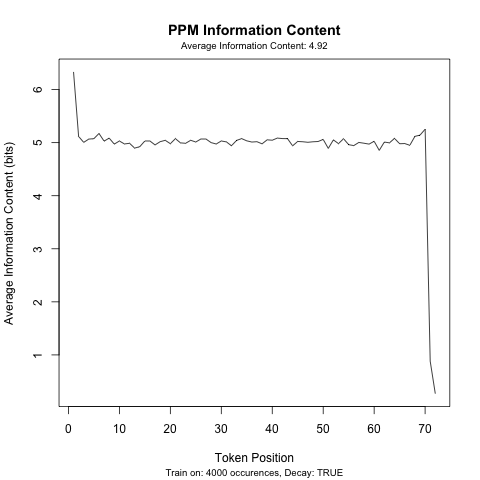 PPM Information Content
Average Information Content: 4.92
Average Information Content (bits)
6
5
4
3
2
1
0 10 20 30 40 50 60 70
Token Position
Train on: 4000 occurences, Decay: TRUE